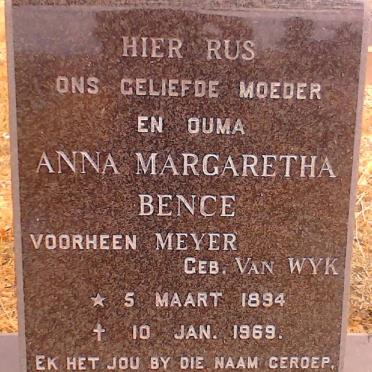 HIER RUS
ONS GELIEFDE MOEDER
EN OUMA
ANNA MARGARETHA
BENCE
VOORHEEN MEYER
GEB. VAN WYK
★ 5 MAART 1894
✝ 10 JAN. 1969.
EK HET JOU BY DIE NAAM GEROEP,